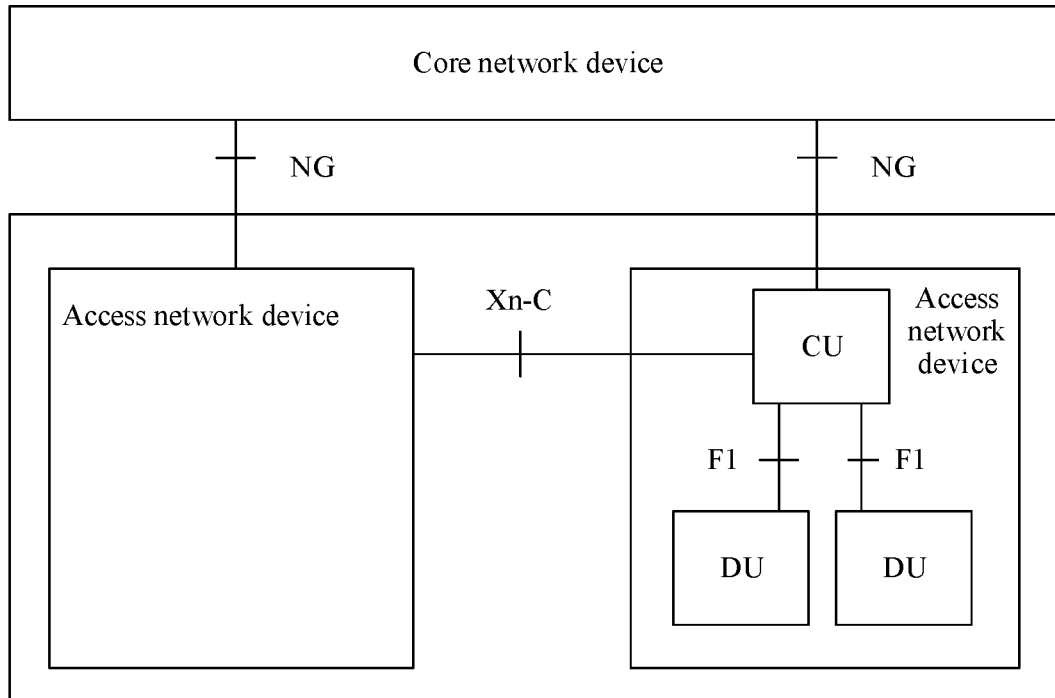 Core network device
NG
NG
Access network device
Xn-C
Access
network
device
CU
F1
F1
DU
DU